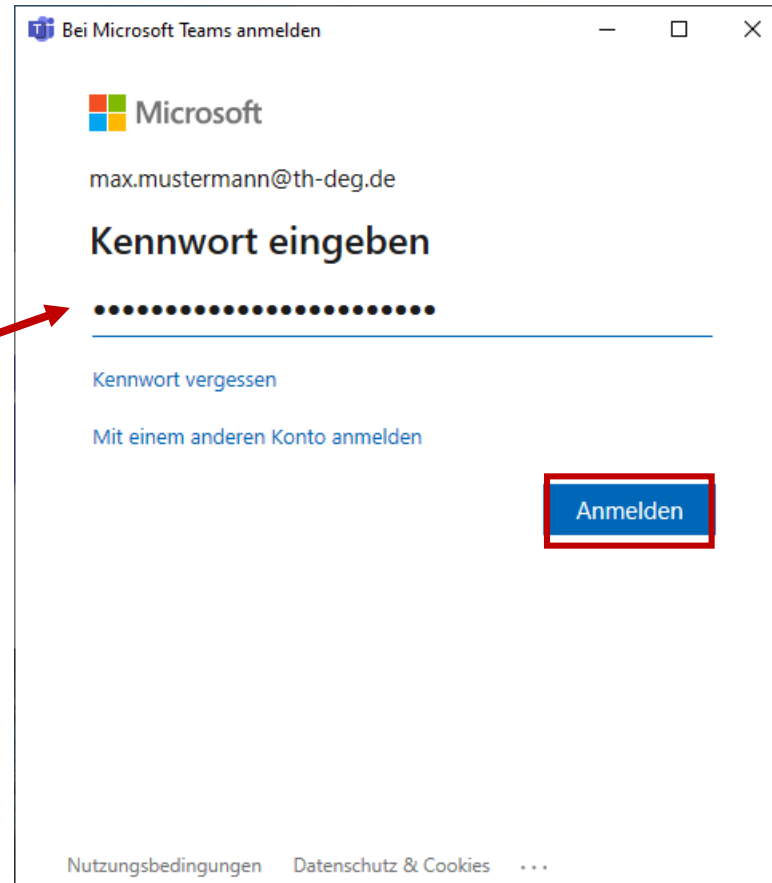 Bei Microsoft Teams anmelden
Microsoft
max.mustermann@th-deg.de
Kennwort eingeben
••••••••••••••••••••••••
Kennwort vergessen
Mit einem anderen Konto anmelden
Anmelden
Nutzungsbedingungen Datenschutz & Cookies ···